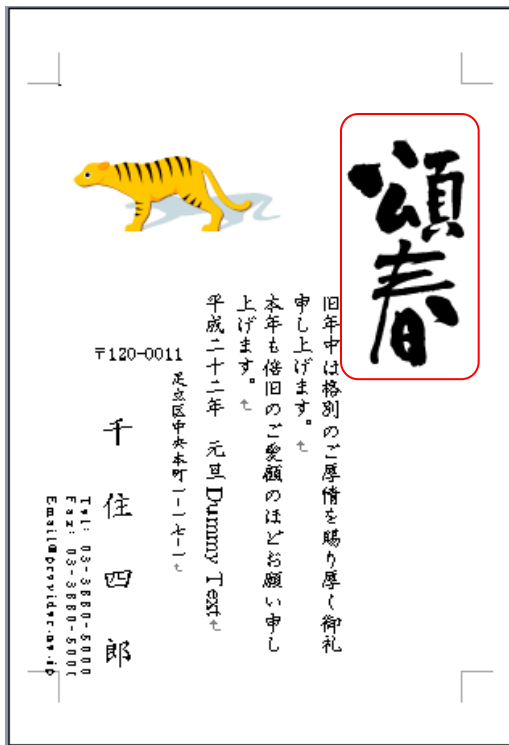 頌春
旧年中は格別のご厚情を賜り厚く御礼
申し上げます。
本年も倍旧のご愛顧のほどお願い申し
上げます。
平成二十二年　元旦Dummy Text
〒120-0011
足立区中央本町一-一七-一
千住四郎
Tel: 03-3880-5000
Fax: 03-3880-5001
Email@provider.ne.jp